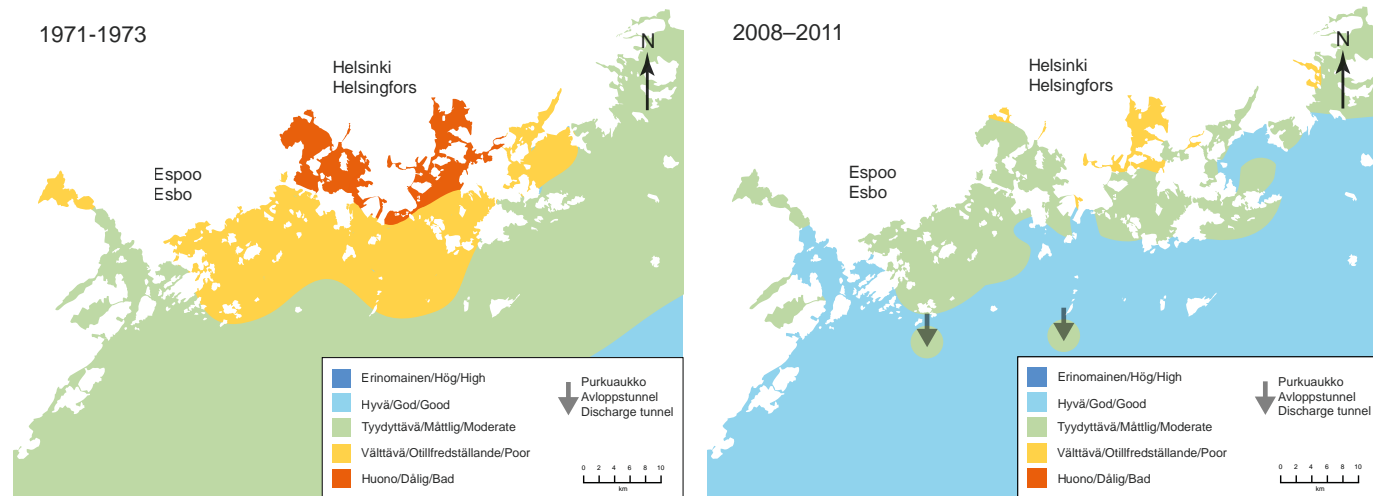 1971-1973
N
Helsinki
Helsingfors
Espoo
Esbo
Erinomainen/Hög/High
Hyvä/God/Good
Tyydyttävä/Måttlig/Moderate
Välttävä/Otillfredställande/Poor
Huono/Dålig/Bad
Purkuaukko
Avloppstunnel
Discharge tunnel
0 2 4 6 8 10
km
2008–2011
N
Helsinki
Helsingfors
Espoo
Esbo
Erinomainen/Hög/High
Hyvä/God/Good
Tyydyttävä/Måttlig/Moderate
Välttävä/Otillfredställande/Poor
Huono/Dålig/Bad
Purkuaukko
Avloppstunnel
Discharge tunnel
0 2 4 6 8 10
km